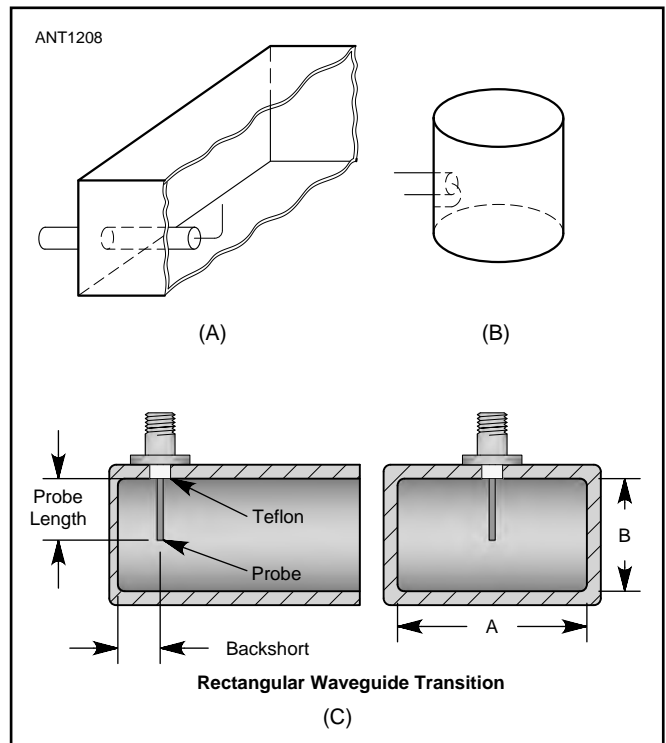 ANT1208
(A)
(B)
Probe
Length
Teflon
Probe
B
A
Backshort
Rectangular Waveguide Transition
(C)